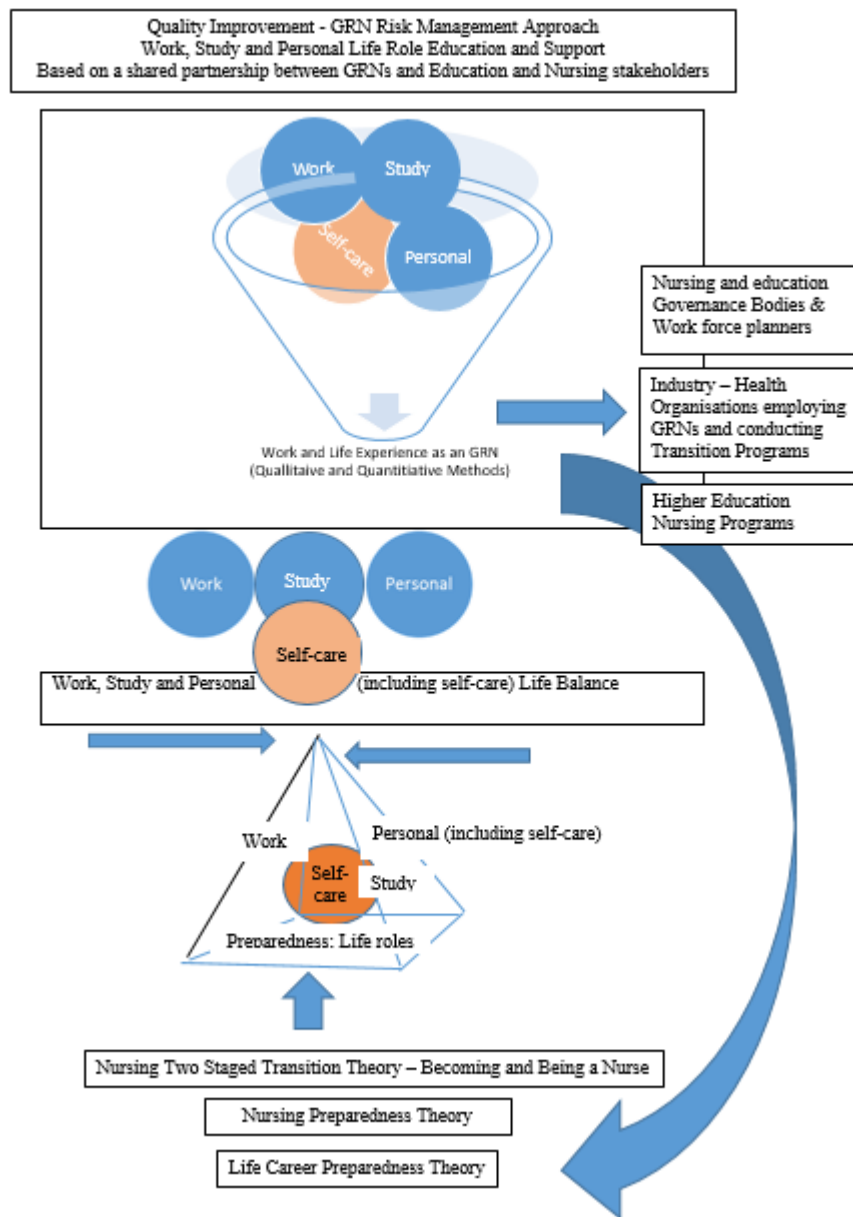 Quality Improvement - GRN Risk Management Approach
Work, Study and Personal Life Role Education and Support
Based on a shared partnership between GRNs and Education and Nursing stakeholders
Work
Study
Self-care
Personal
Nursing and education
Governance Bodies &
Work force planners
Industry – Health
Organisations employing
GRNs and conducting
Transition Programs
Work and Life Experience as an GRN
(Quallitaive and Quantitiative Methods)
Higher Education
Nursing Programs
Work
Study
Personal
Self-care
Work, Study and Personal (including self-care) Life Balance
Work
Personal (including self-care)
Self-
care
Study
Preparedness: Life roles
Nursing Two Staged Transition Theory – Becoming and Being a Nurse
Nursing Preparedness Theory
Life Career Preparedness Theory